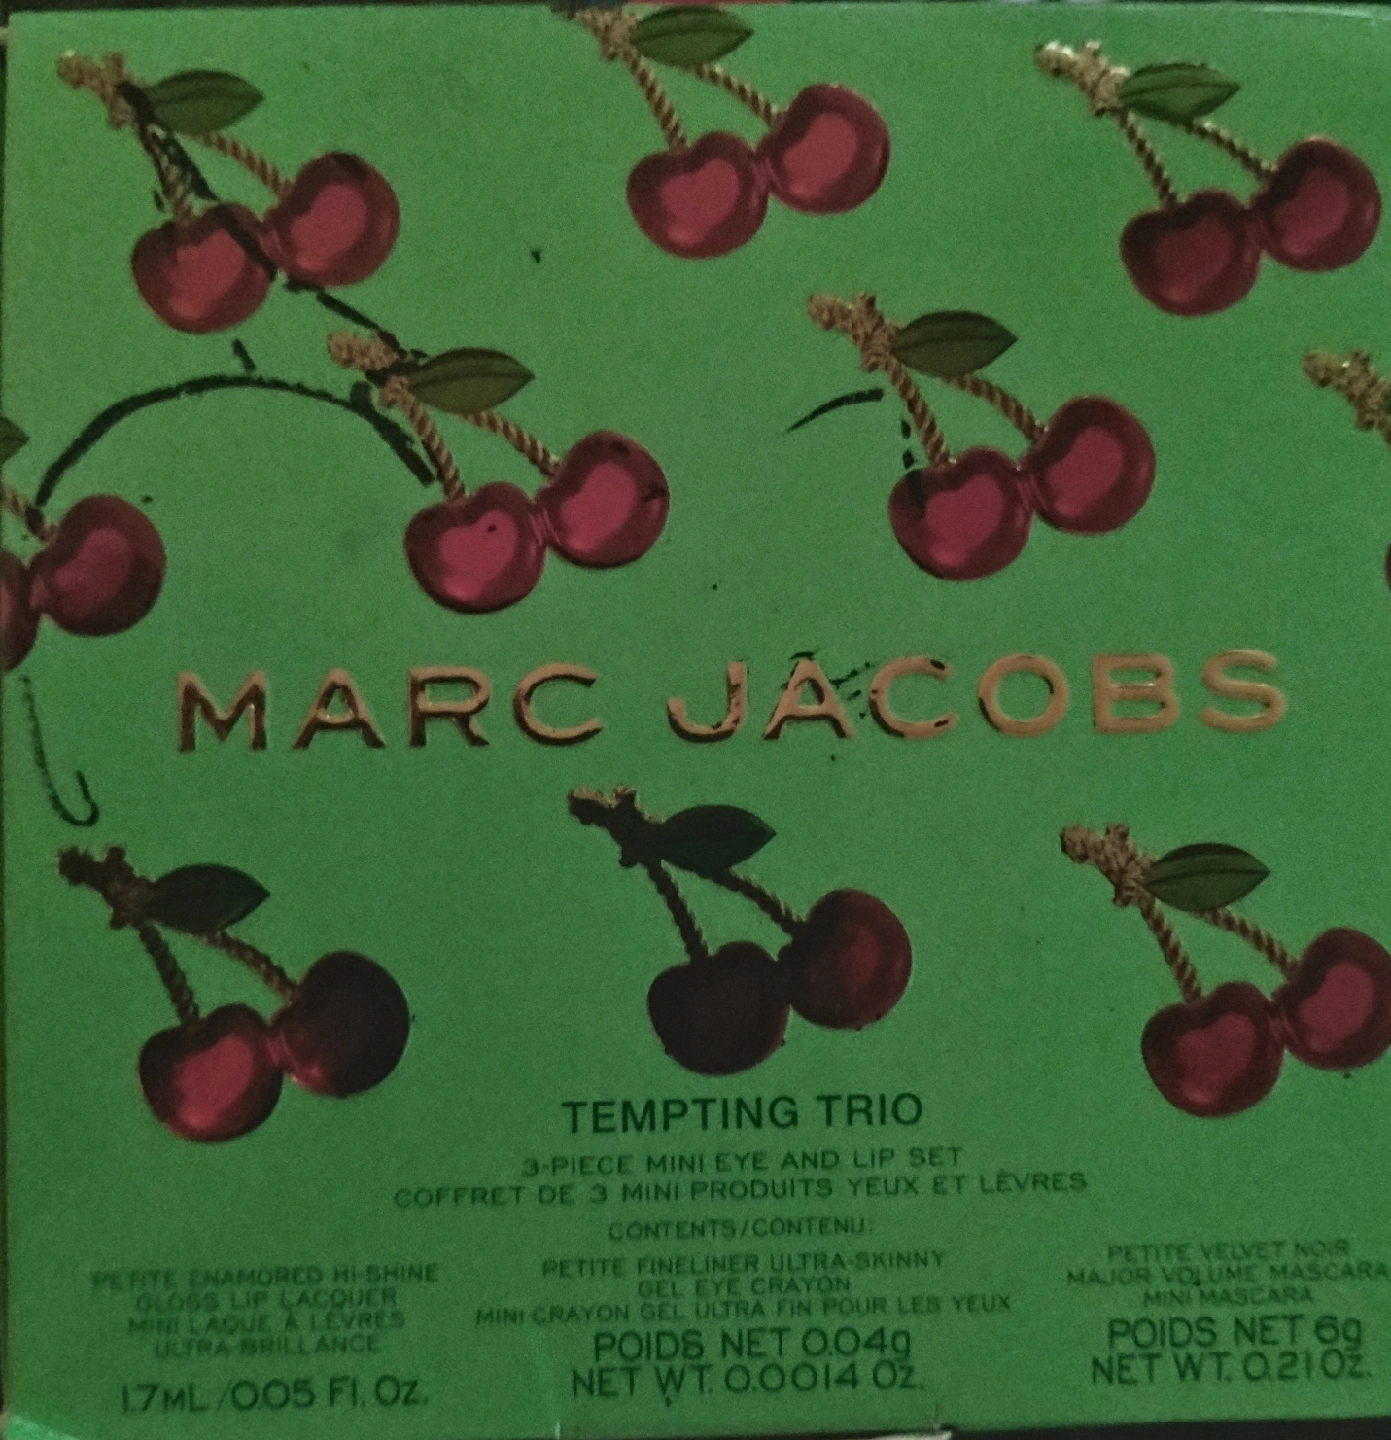 MARC JACOBS
TEMPTING TRIO
3-PIECE MINI EYE AND LIP SET
COFFRET DE 3 MINI PRODUITS YEUX ET LÈVRES
CONTENTS/CONTENU:
PETITE ENAMORED HI-SHINE
GLOSS LIP LACQUER
MINI LAQUE À LÈVRES
ULTRA-BRILLANCE
1.7ML/0.05 Fl. Oz.
PETITE FINELINER ULTRA-SKINNY
GEL EYE CRAYON
MINI CRAYON GEL ULTRA FIN POUR LES YEUX
POIDS NET 0.04g
NET WT. 0.0014 Oz.
PETITE VELVET NOIR
MAJOR VOLUME MASCARA
MINI MASCARA
POIDS NET 6g
NET WT. 0.21 Oz.